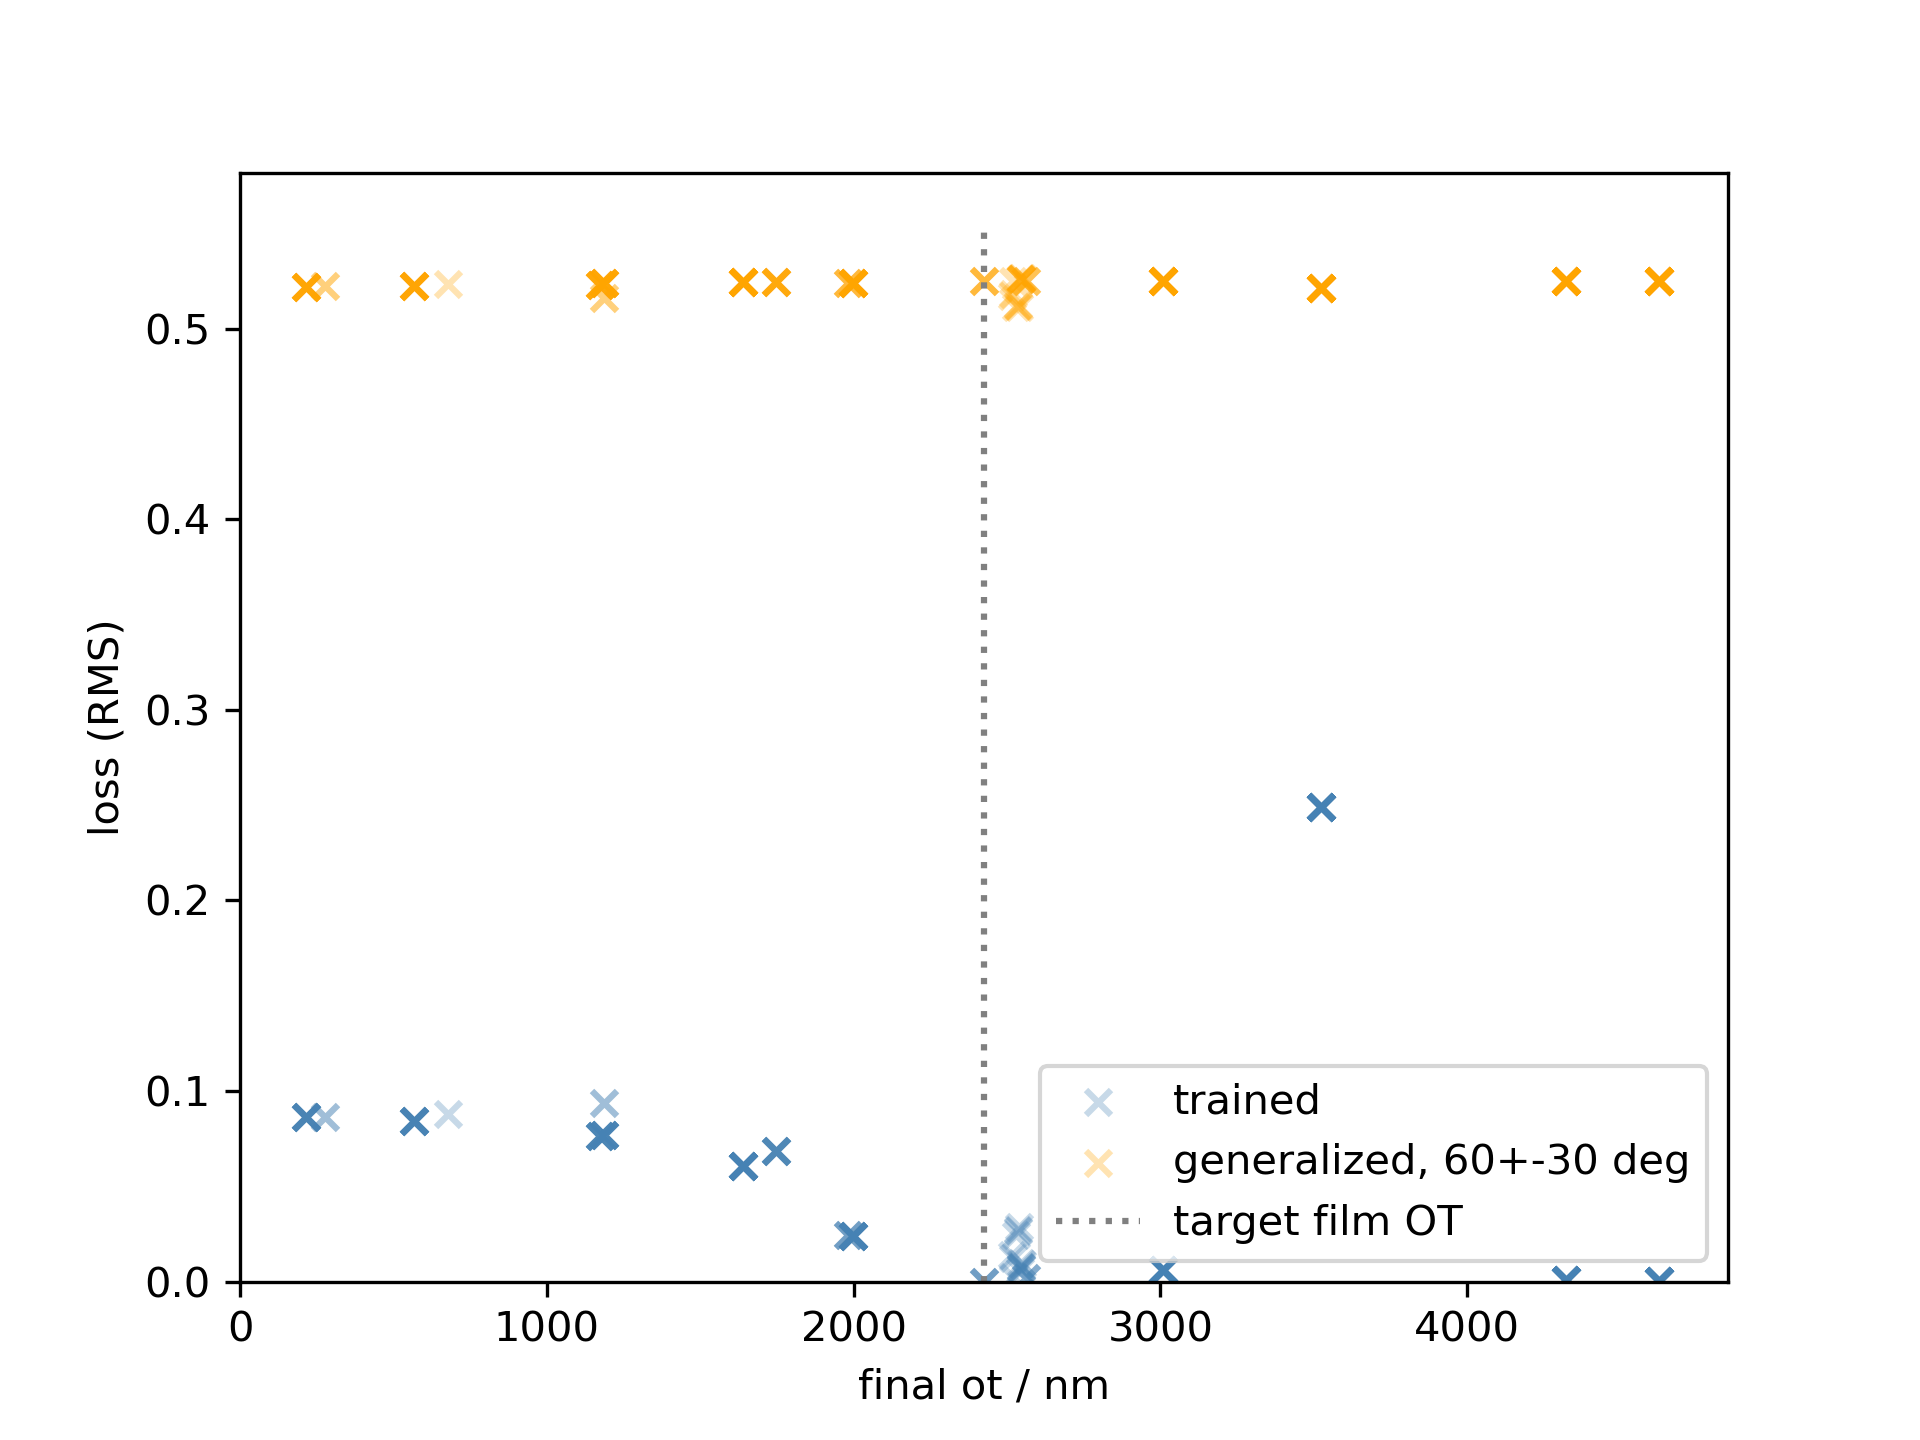 0.5
0.4
0.3
0.2
0.1
0.0
loss (RMS)
trained
generalized, 60+-30 deg
target film OT
0 1000 2000 3000 4000
final ot / nm